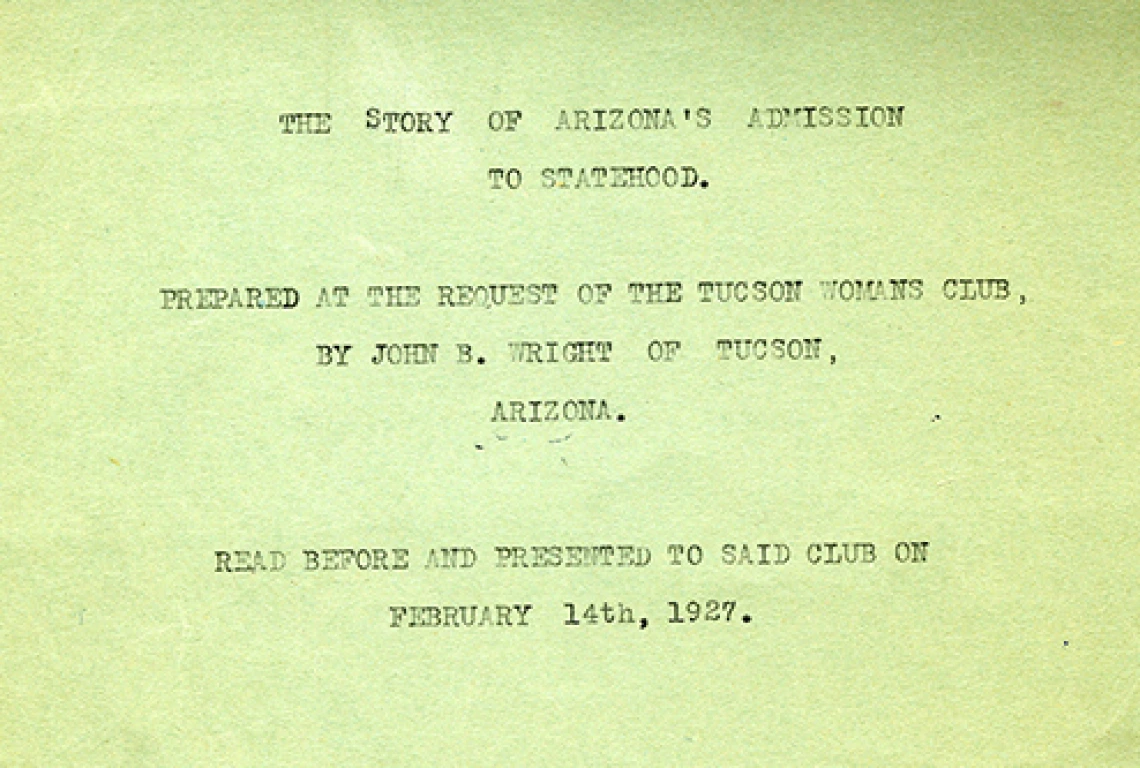 THE STORY OF ARIZONA'S ADMISSION
TO STATEHOOD.
PREPARED AT THE REQUEST OF THE TUCSON WOMANS CLUB,
BY JOHN B. WRIGHT OF TUCSON,
ARIZONA.
READ BEFORE AND PRESENTED TO SAID CLUB ON
FEBRUARY 14th, 1927.